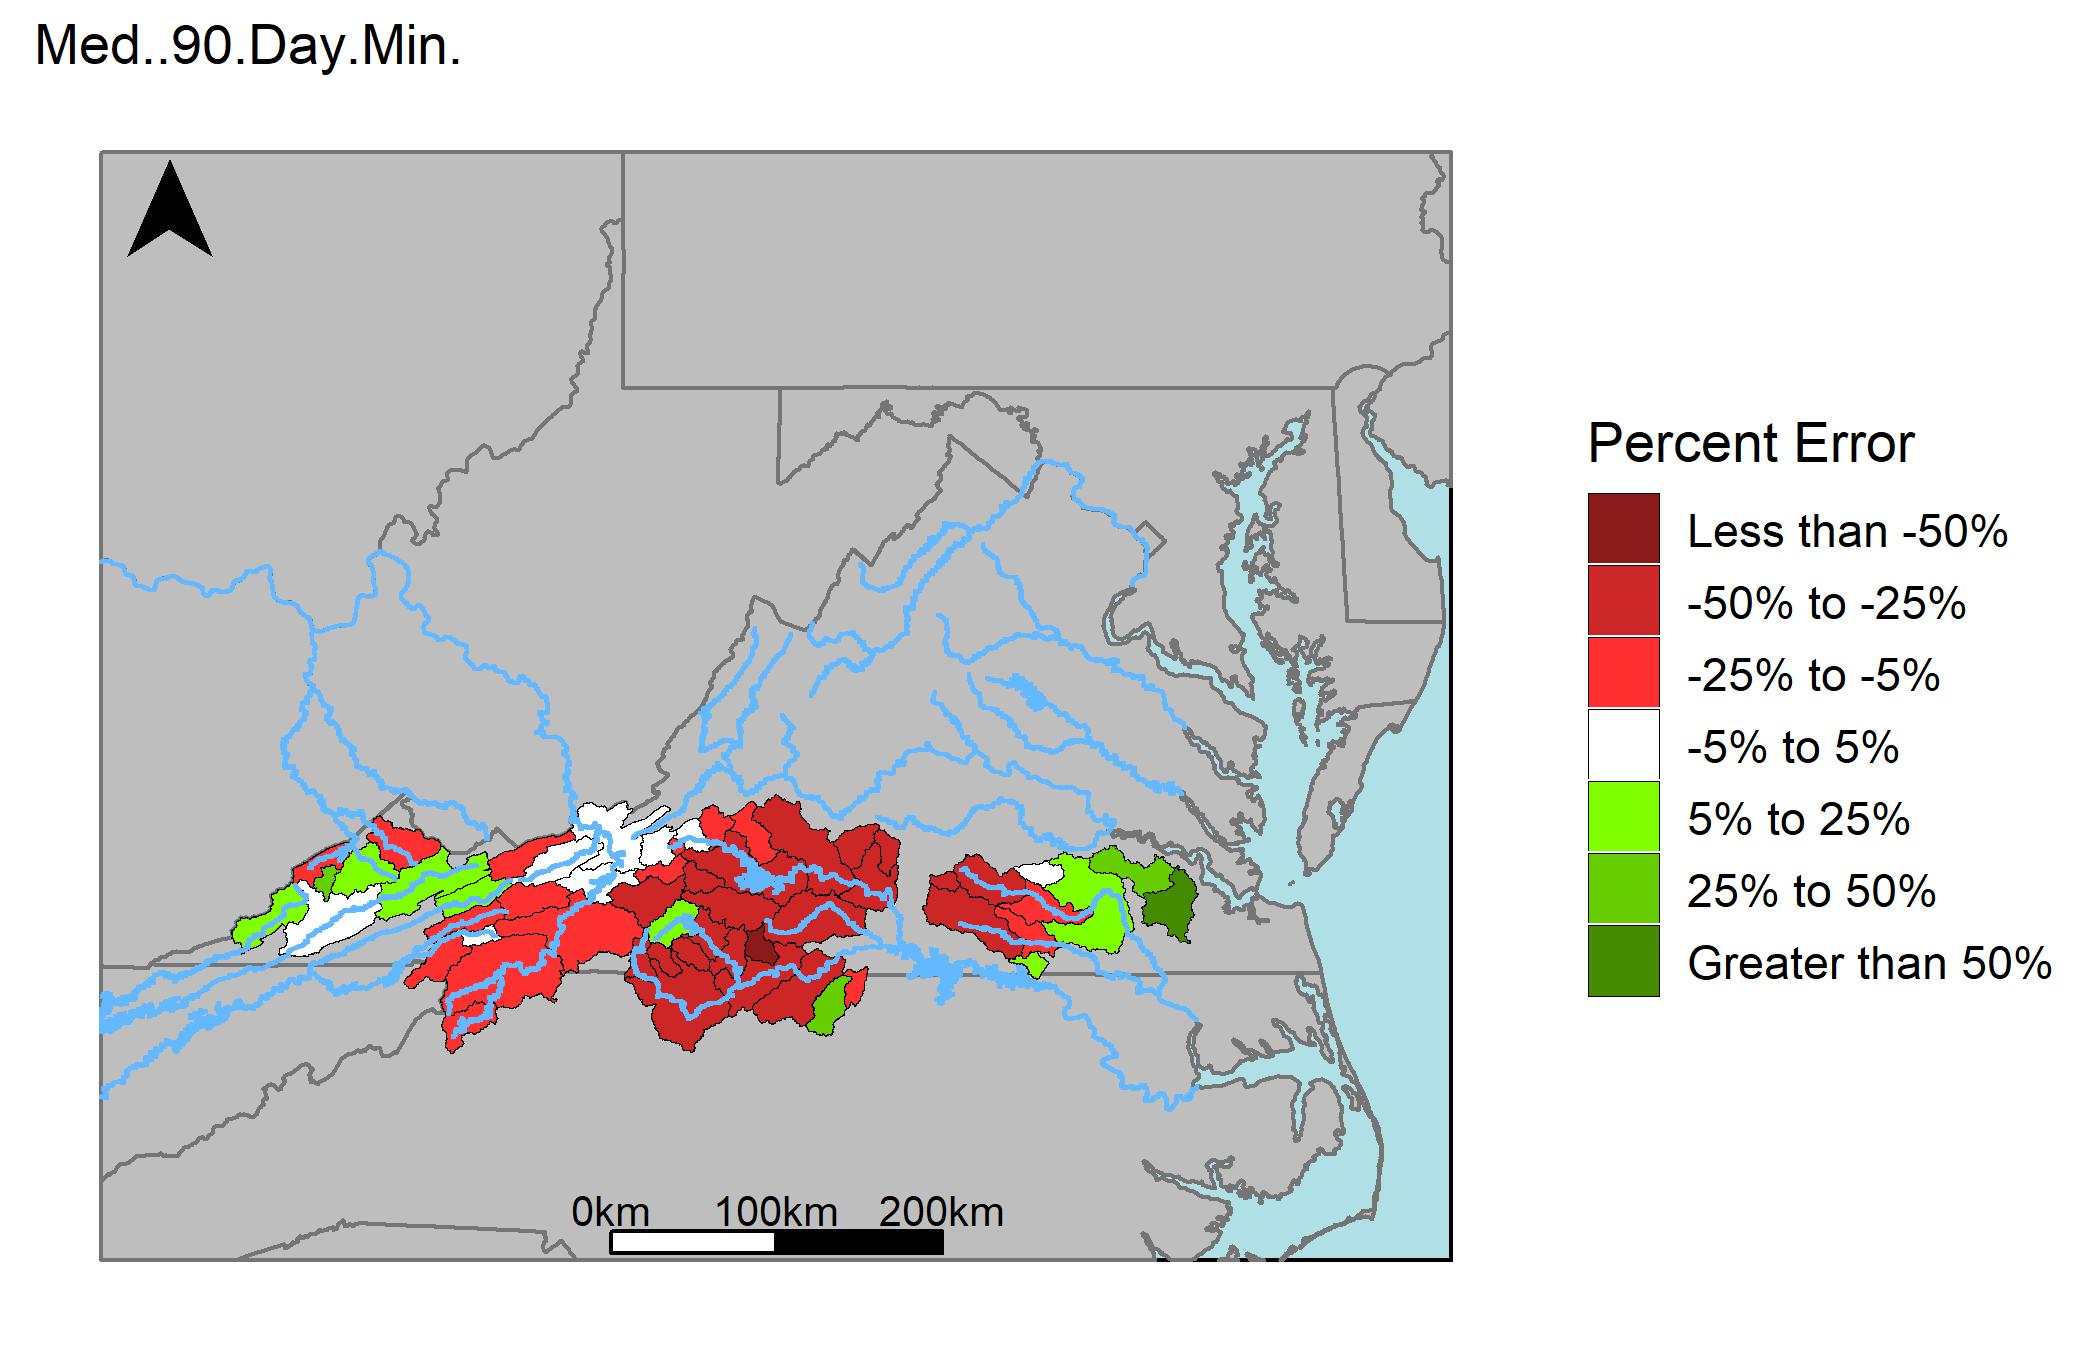 Med..90.Day.Min.
Percent Error
Less than -50%
-50% to -25%
-25% to -5%
-5% to 5%
5% to 25%
25% to 50%
Greater than 50%
0km 100km 200km